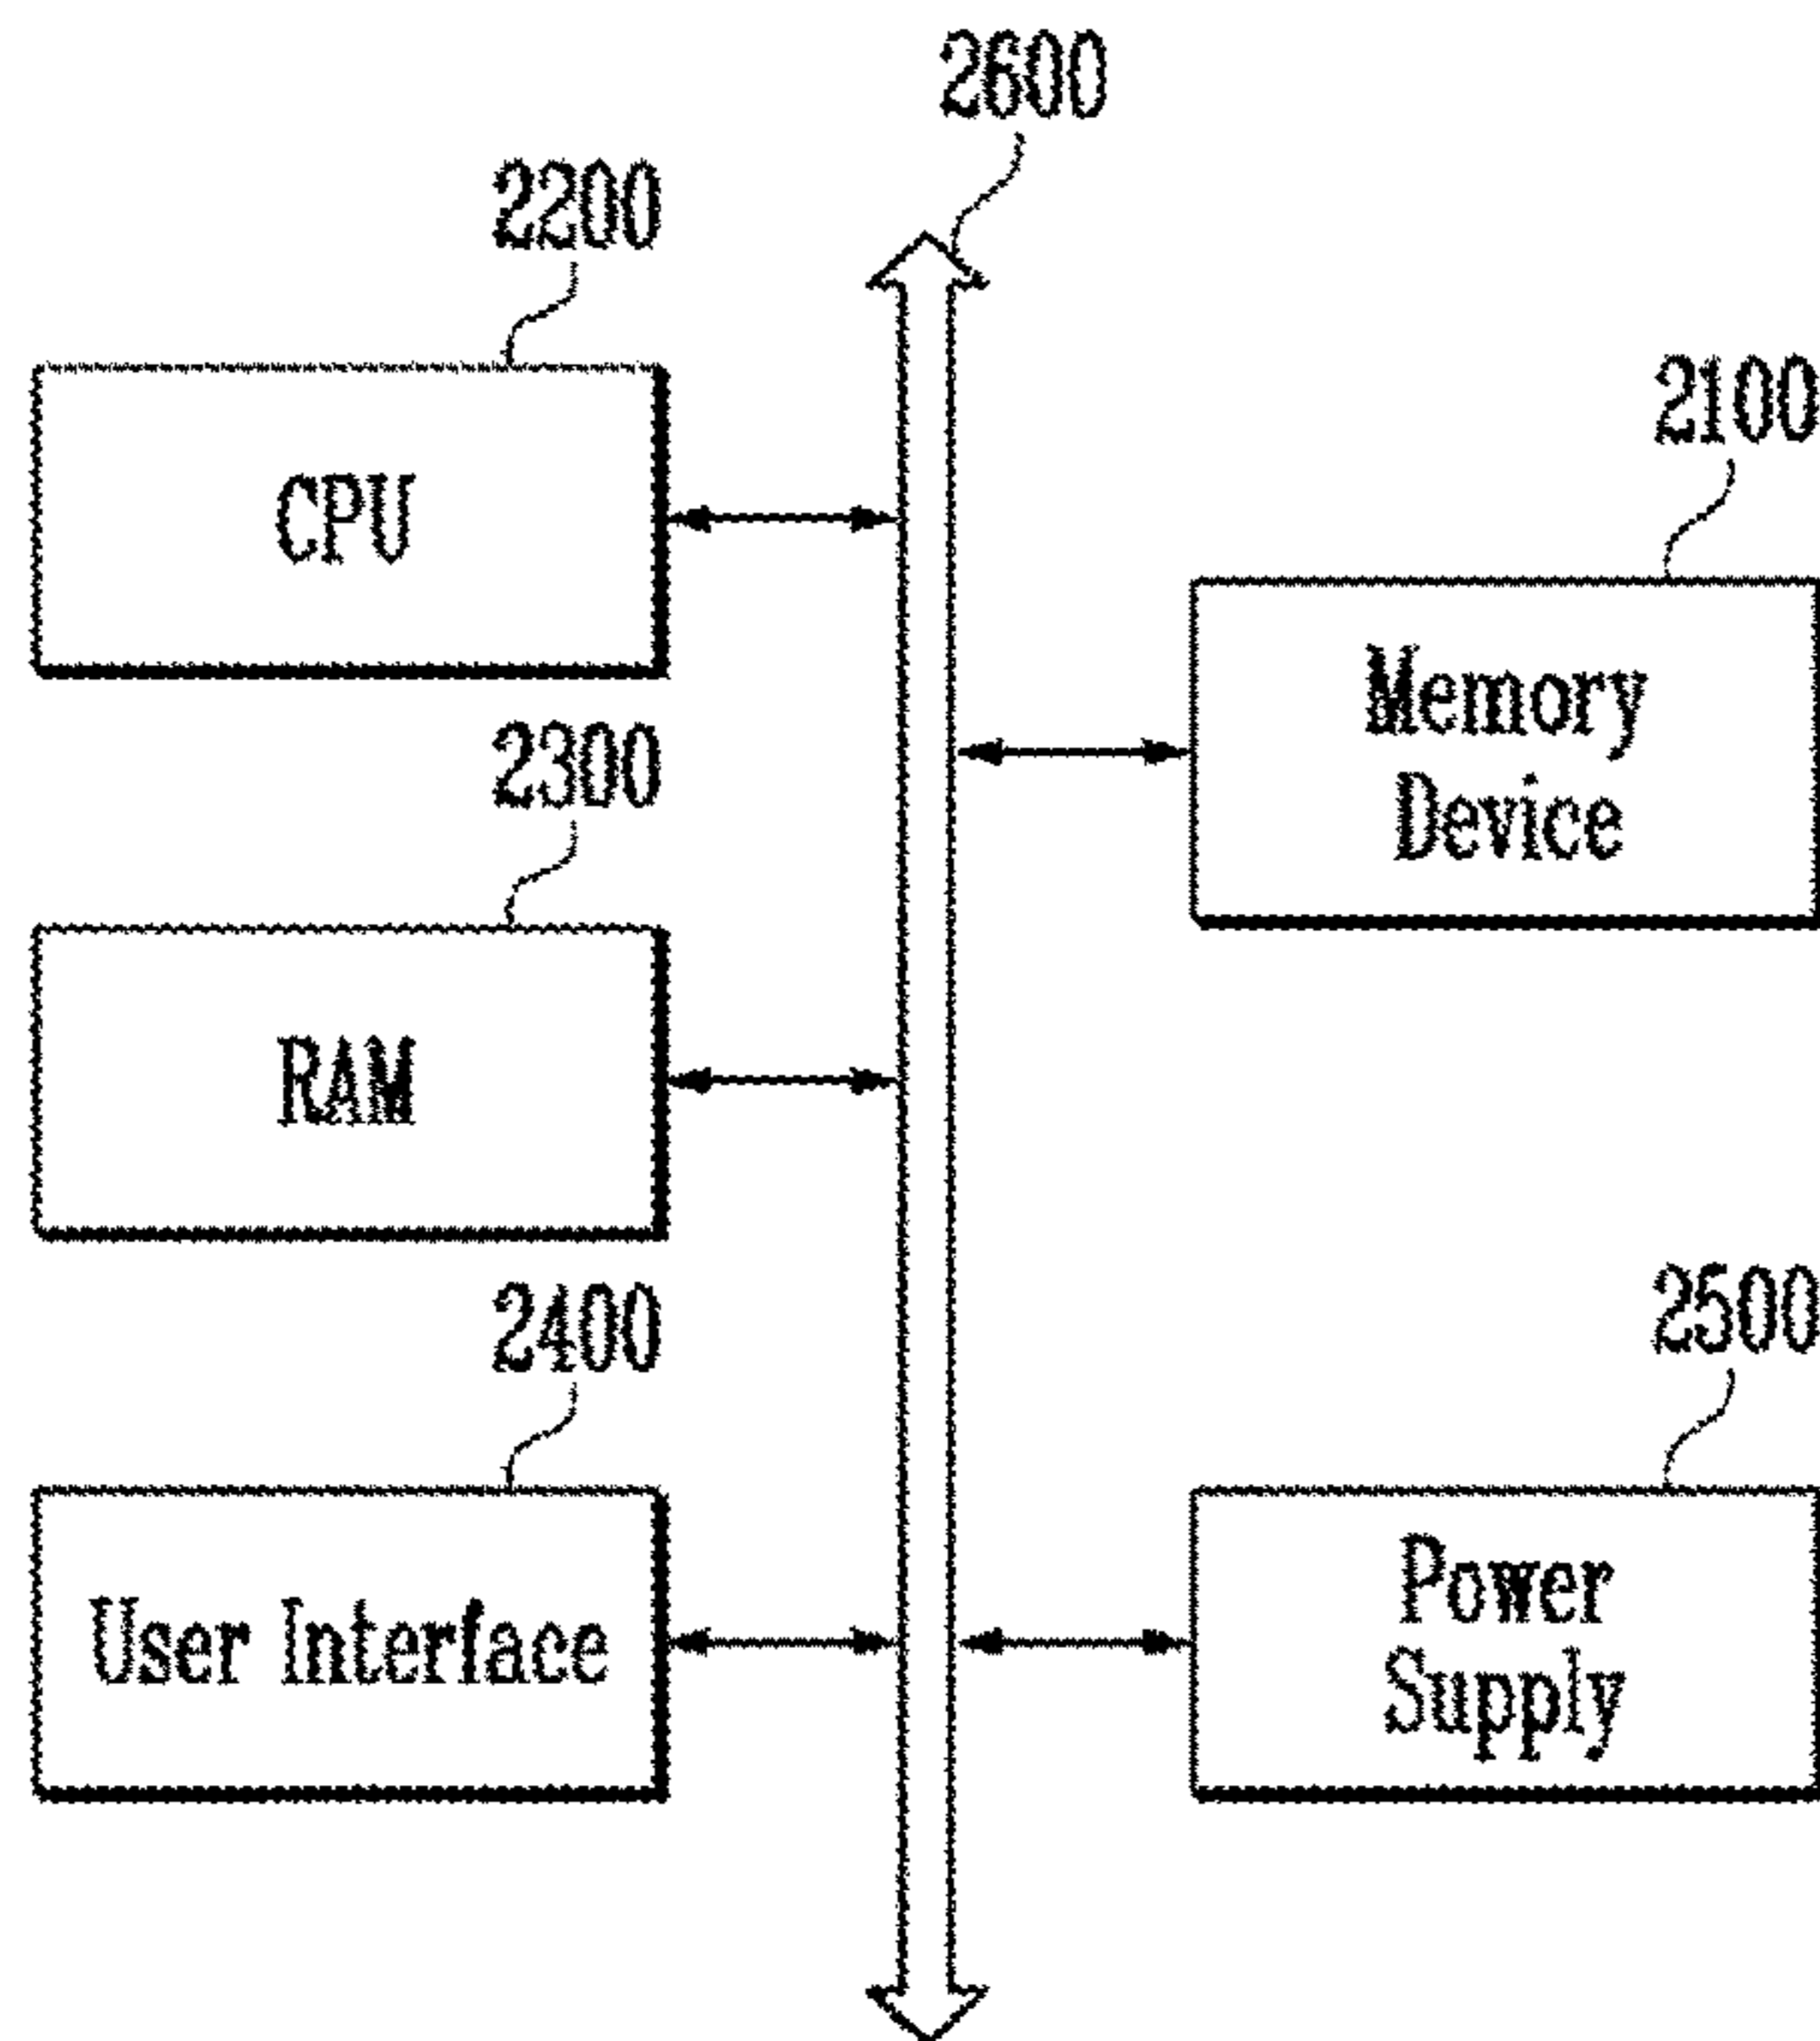 2600
2200
CPU
2100
Memory
Device
2300
RAM
2400
User Interface
2500
Power
Supply